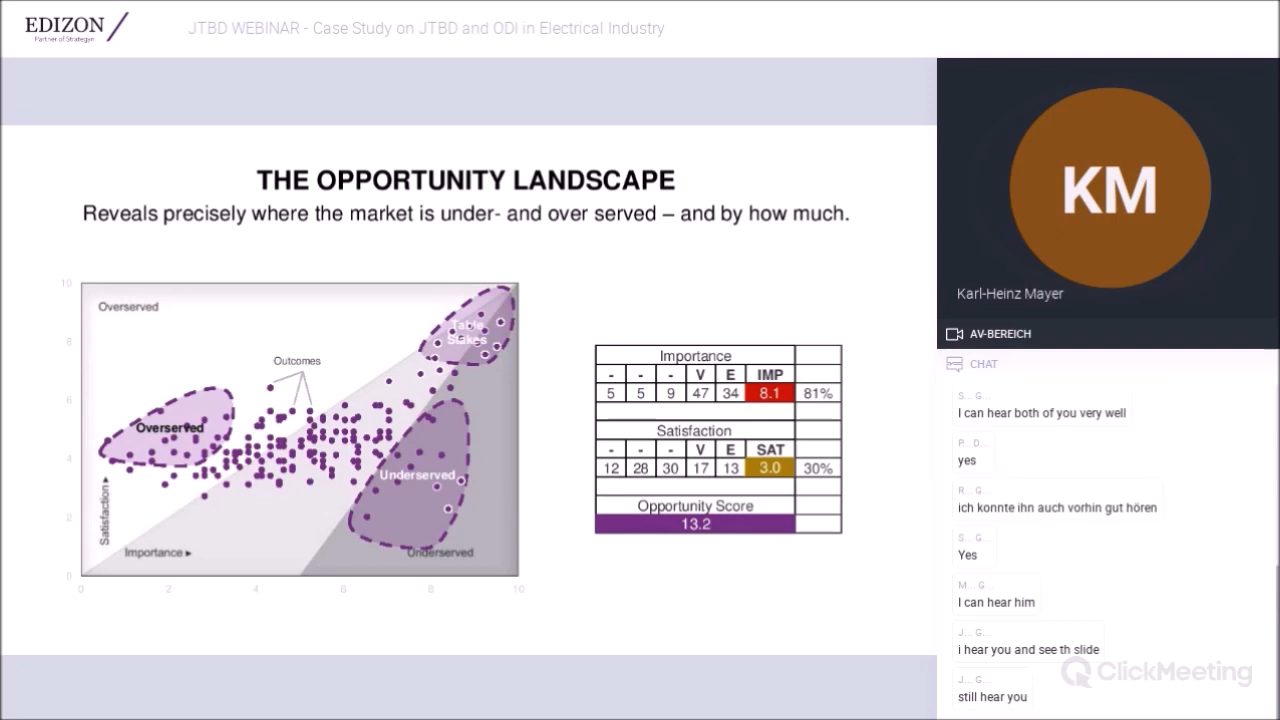 EDIZON
Partner of Strategyn
JTBD WEBINAR - Case Study on JTBD and ODI in Electrical Industry
THE OPPORTUNITY LANDSCAPE
Reveals precisely where the market is under- and over served – and by how much.
10
8
6
4
2
0
Overserved
Outcomes
Table
Stakes
Overserved
Underserved
Satisfaction ▸
Importance ▸
Underserved
0 2 4 6 8 10
Importance
- - - V E IMP
5 5 9 47 34 8.1 81%
Satisfaction
- - - V E SAT
12 28 30 17 13 3.0 30%
Opportunity Score
13.2
KM
Karl-Heinz Mayer
AV-BEREICH
CHAT
S... G...
I can hear both of you very well
P... D...
yes
R... G...
ich konnte ihn auch vorhin gut hören
S... G...
Yes
M... G...
I can hear him
J... G...
i hear you and see th slide
J... G...
still hear you
ClickMeeting